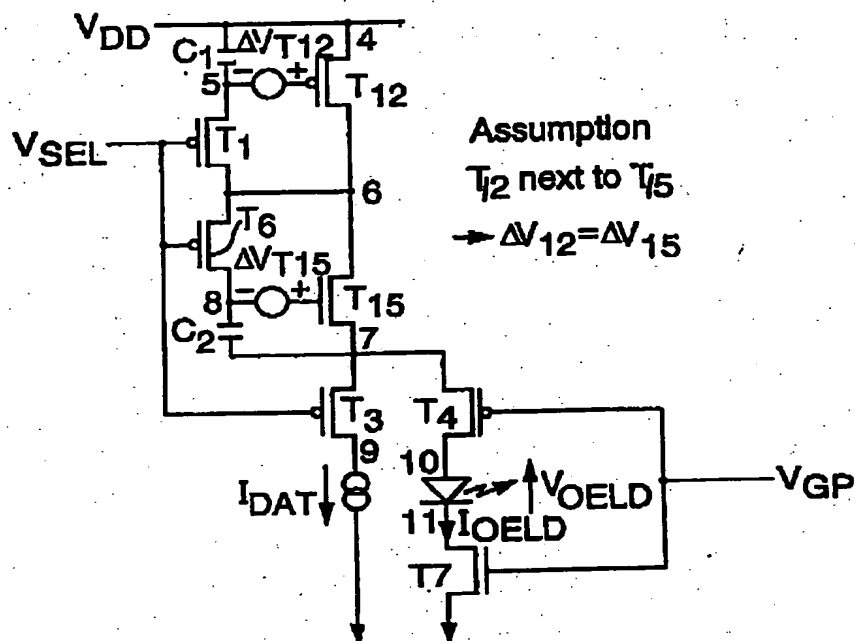 VDD
4
C1
ΔVT12
5
−
+
T12
VSEL
T1
Assumption
T12 next to T15
→ ΔV12=ΔV15
6
T6
ΔVT15
8
−
+
T15
C2
7
T3
T4
9
10
IDAT
VOELD
VGP
11
IOELD
T7